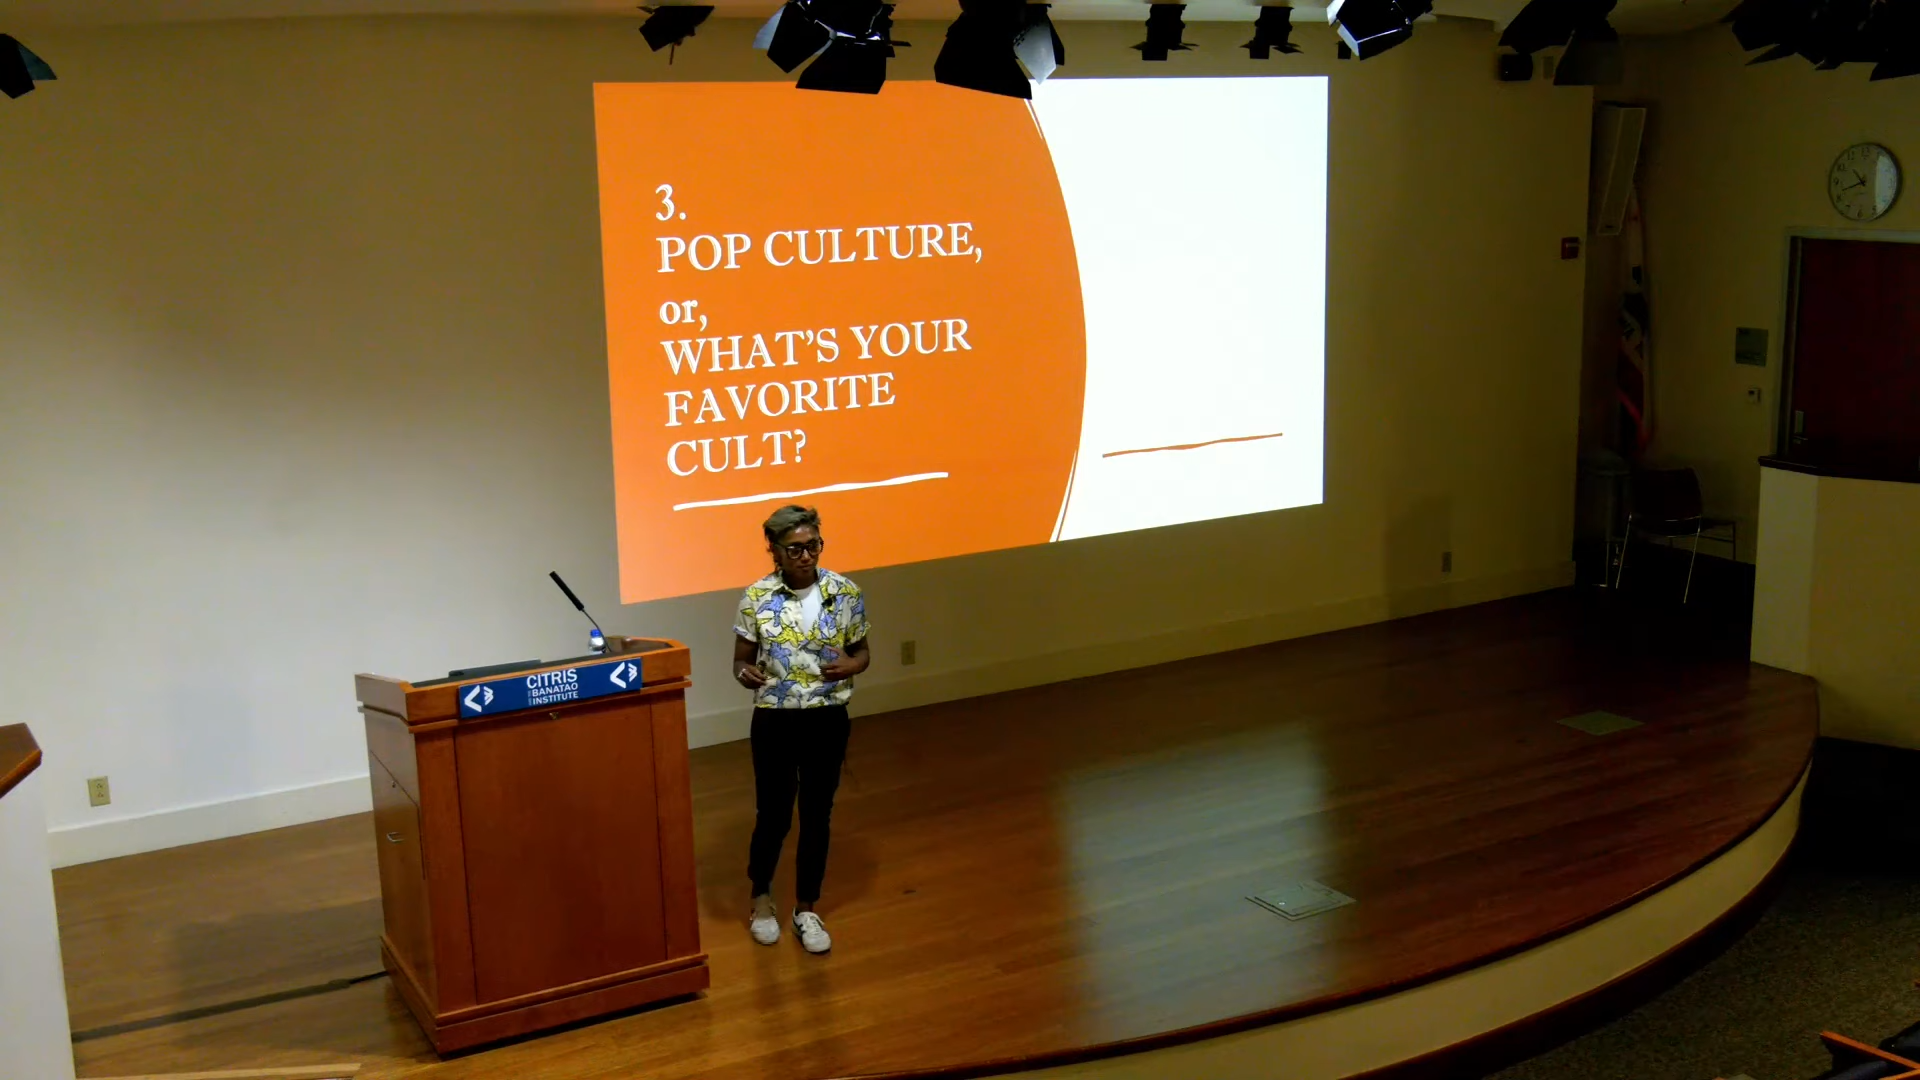 3.
POP CULTURE,
or,
WHAT'S YOUR
FAVORITE
CULT?
CITRIS
BANATAO
INSTITUTE